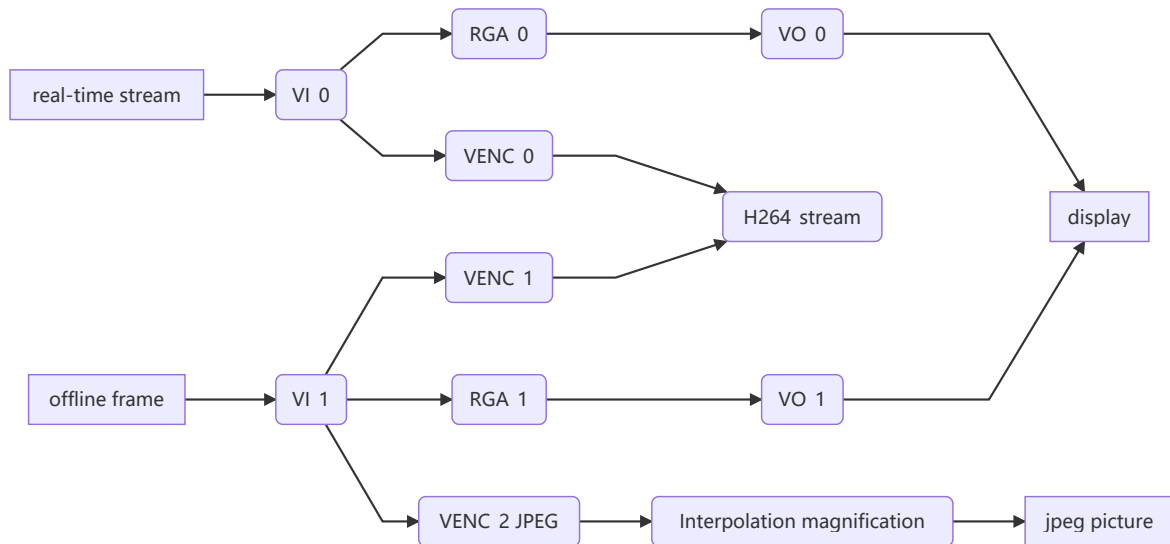 RGA 0
VO 0
real-time stream
VI 0
VENC 0
H264 stream
display
VENC 1
offline frame
VI 1
RGA 1
VO 1
VENC 2 JPEG
Interpolation magnification
jpeg picture